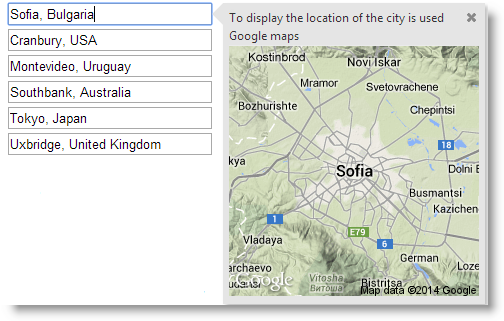 Sofia, Bulgaria
Cranbury, USA
Montevideo, Uruguay
Southbank, Australia
Tokyo, Japan
Uxbridge, United Kingdom
To display the location of the city is used
Google maps
Kostinbrod
Novi Iskar
Mramor
Svetovrachene
Bozhurishte
Chepintsi
18
kya
Sofia
Dolni B
Busmantsi
Kazichene
1
E79
6
Vladaya
German
archaevo
Google
Vitosha
Витоша
Bistritsa
Map data ©2014 Google